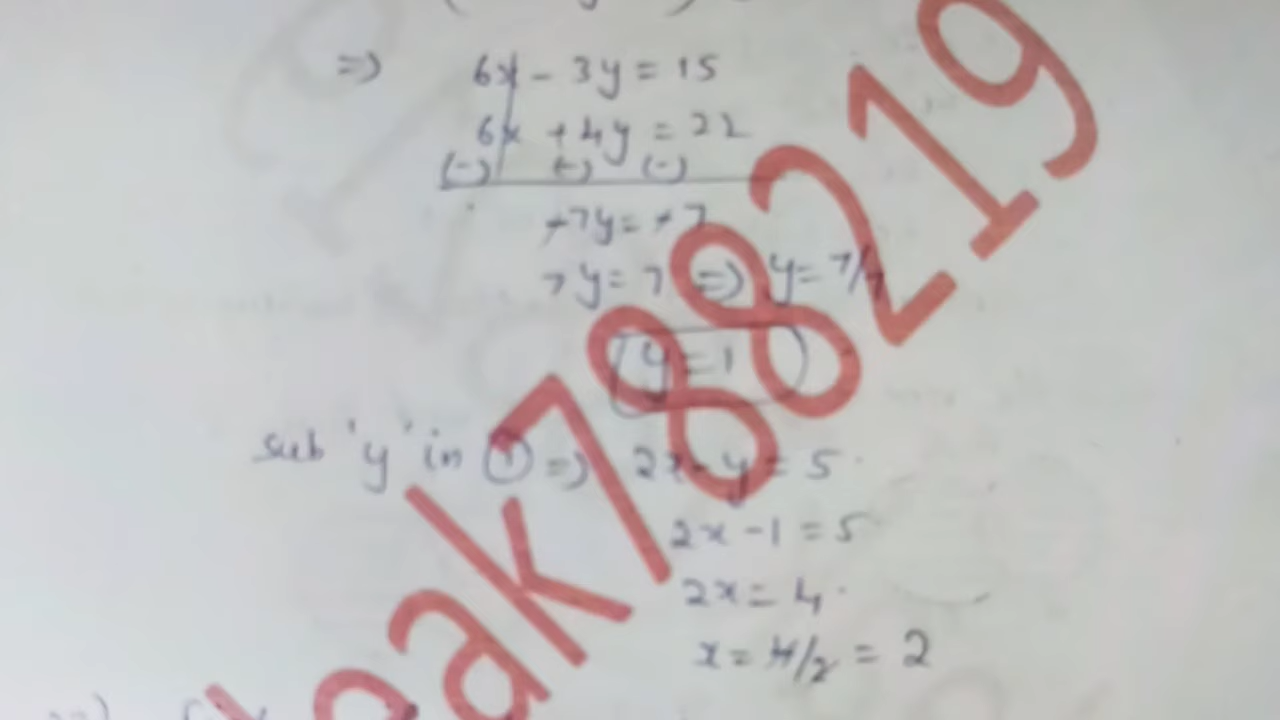 => 6x - 3y = 15
6x + 4y = 22
(-) (-) (-)
-7y = -7
7y = 7 => y = 7/7
y = 1
sub 'y' in ① => 2x - y = 5
2x - 1 = 5
2x = 4
x = 4/2 = 2
ak788219